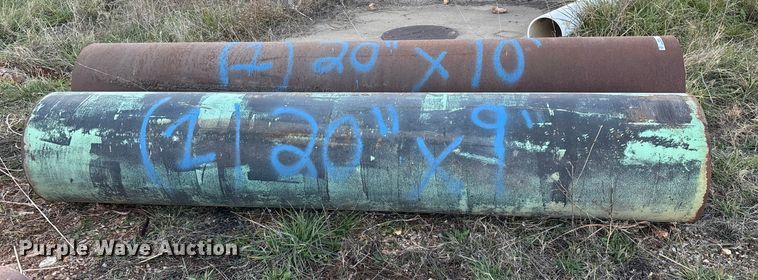 (1) 20" x 10'
(1) 20" x 9"
Purple Wave Auction